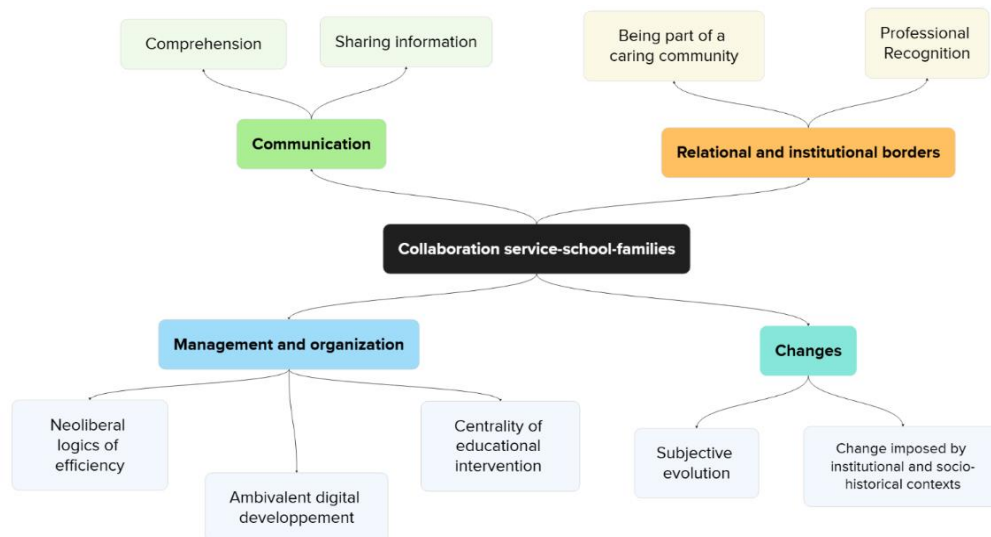 Comprehension
Sharing information
Being part of a
caring community
Professional
Recognition
Communication
Relational and institutional borders
Collaboration service-school-families
Management and organization
Changes
Neoliberal
logics of
efficiency
Ambivalent digital
developpement
Centrality of
educational
intervention
Subjective
evolution
Change imposed by
institutional and socio-
historical contexts